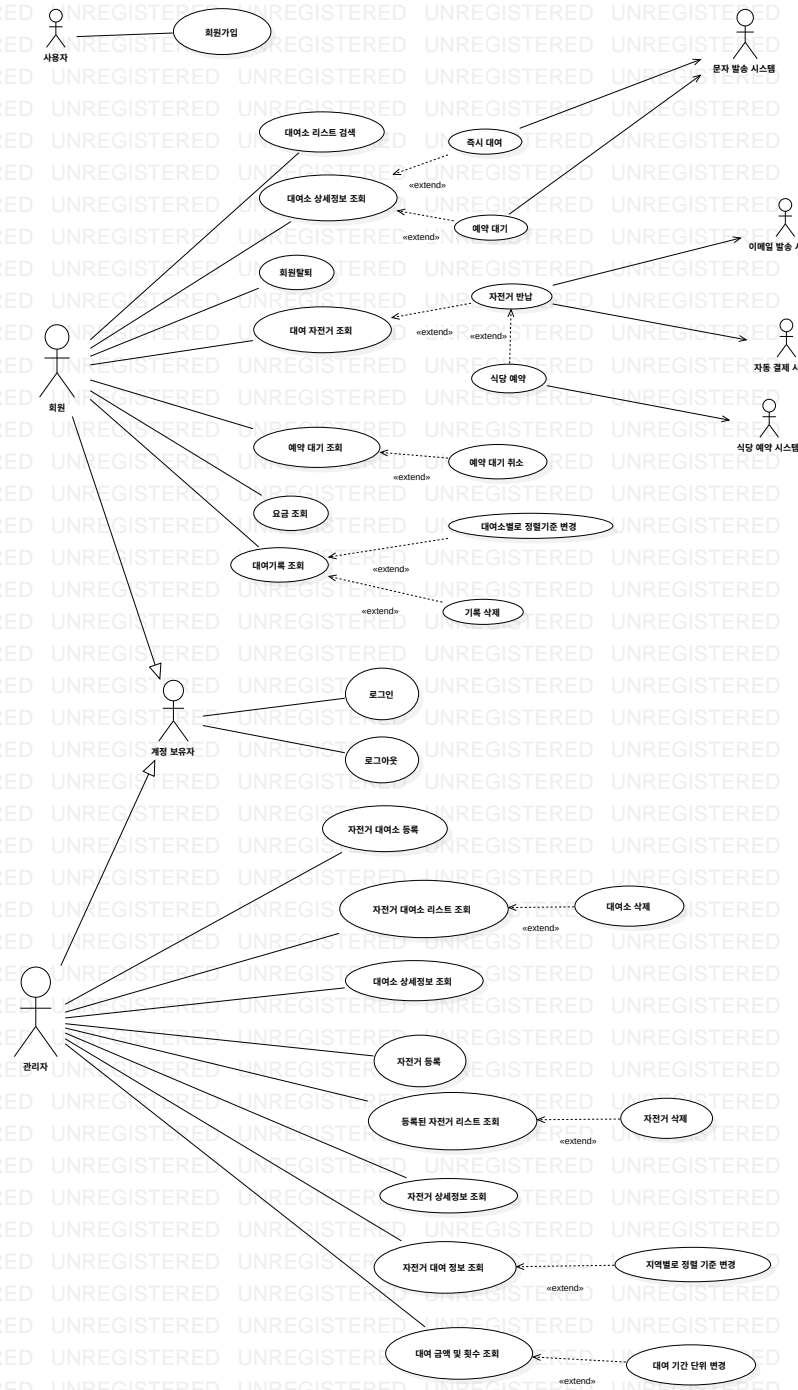 사용자
회원가입
문자 발송 시스템
대여소 리스트 검색
즉시 대여
대여소 상세정보 조회
«extend»
예약 대기
«extend»
이메일 발송 시
회원탈퇴
자전거 반납
대여 자전거 조회
«extend»
«extend»
자동 결제 시
식당 예약
회원
식당 예약 시스템
예약 대기 조회
예약 대기 취소
«extend»
요금 조회
대여소별로 정렬기준 변경
대여기록 조회
«extend»
기록 삭제
«extend»
로그인
계정 보유자
로그아웃
자전거 대여소 등록
자전거 대여소 리스트 조회
대여소 삭제
«extend»
대여소 상세정보 조회
관리자
자전거 등록
등록된 자전거 리스트 조회
자전거 삭제
«extend»
자전거 상세정보 조회
자전거 대여 정보 조회
지역별로 정렬 기준 변경
«extend»
대여 금액 및 횟수 조회
대여 기간 단위 변경
«extend»
UNREGISTERED